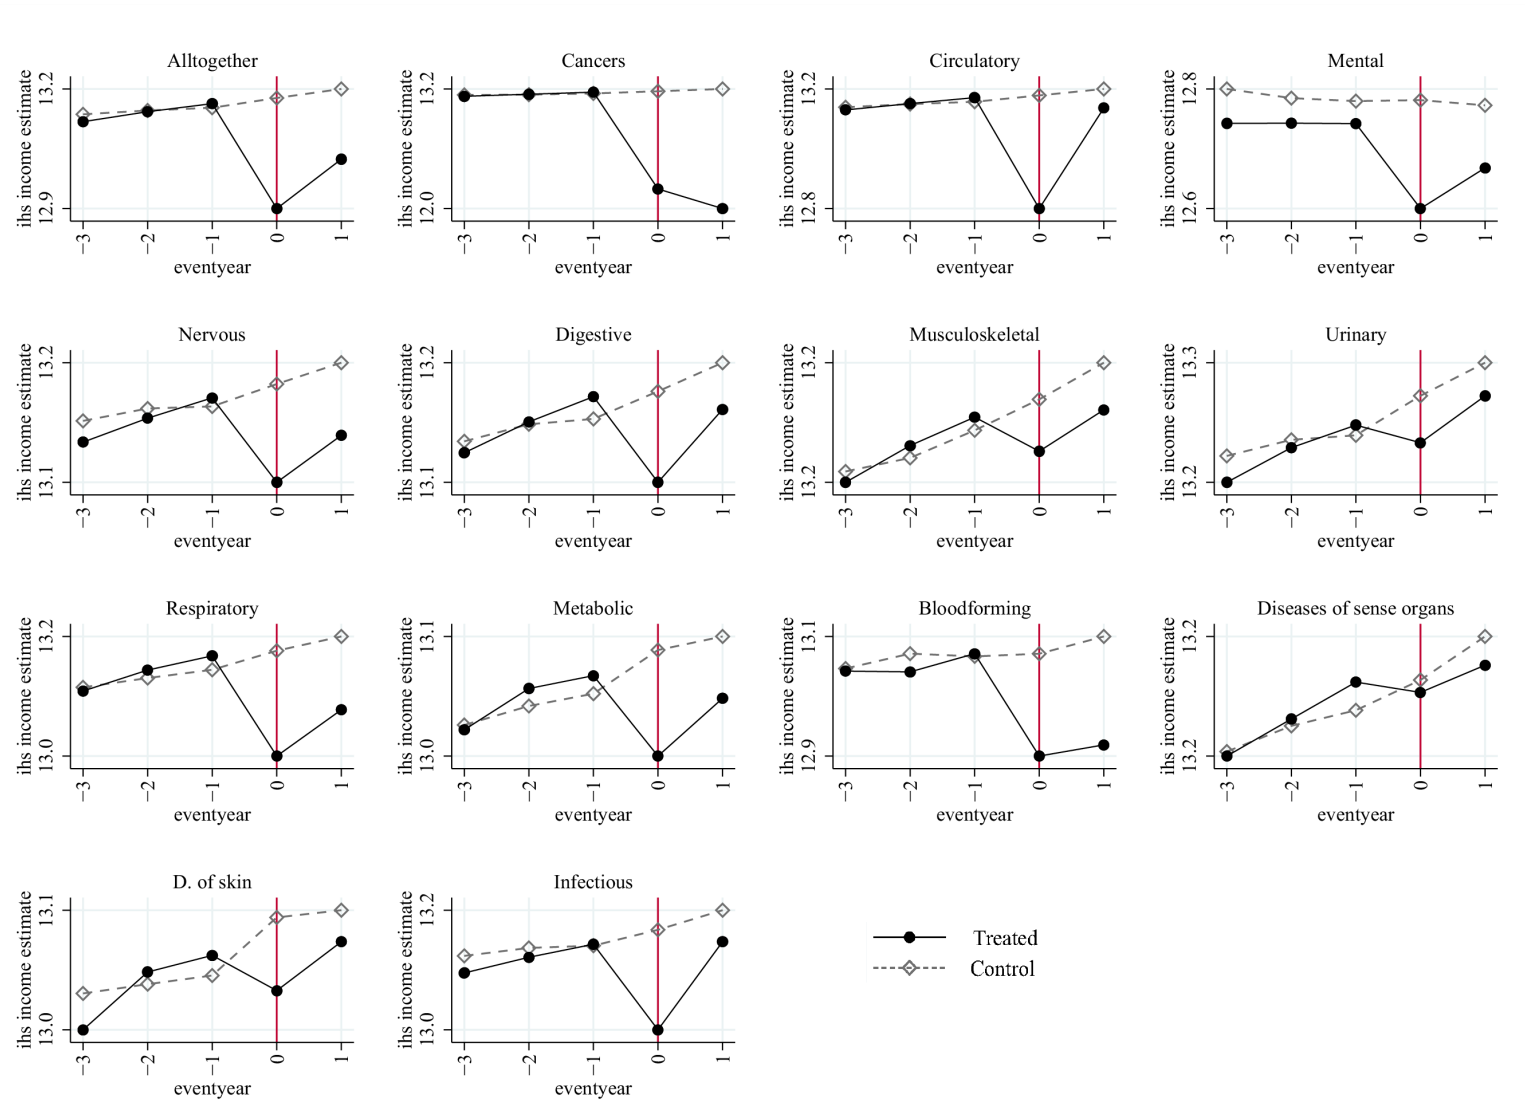 Alltogether
ihs income estimate
13.2
12.9
−3 −2 −1 0 1
eventyear
Cancers
ihs income estimate
13.2
12.0
−3 −2 −1 0 1
eventyear
Circulatory
ihs income estimate
13.2
12.8
−3 −2 −1 0 1
eventyear
Mental
ihs income estimate
12.8
12.6
−3 −2 −1 0 1
eventyear
Nervous
ihs income estimate
13.2
13.1
−3 −2 −1 0 1
eventyear
Digestive
ihs income estimate
13.2
13.1
−3 −2 −1 0 1
eventyear
Musculoskeletal
ihs income estimate
13.2
13.2
−3 −2 −1 0 1
eventyear
Urinary
ihs income estimate
13.3
13.2
−3 −2 −1 0 1
eventyear
Respiratory
ihs income estimate
13.2
13.0
−3 −2 −1 0 1
eventyear
Metabolic
ihs income estimate
13.1
13.0
−3 −2 −1 0 1
eventyear
Bloodforming
ihs income estimate
13.1
12.9
−3 −2 −1 0 1
eventyear
Diseases of sense organs
ihs income estimate
13.2
13.2
−3 −2 −1 0 1
eventyear
D. of skin
ihs income estimate
13.1
13.0
−3 −2 −1 0 1
eventyear
Infectious
ihs income estimate
13.2
13.0
−3 −2 −1 0 1
eventyear
Treated
Control